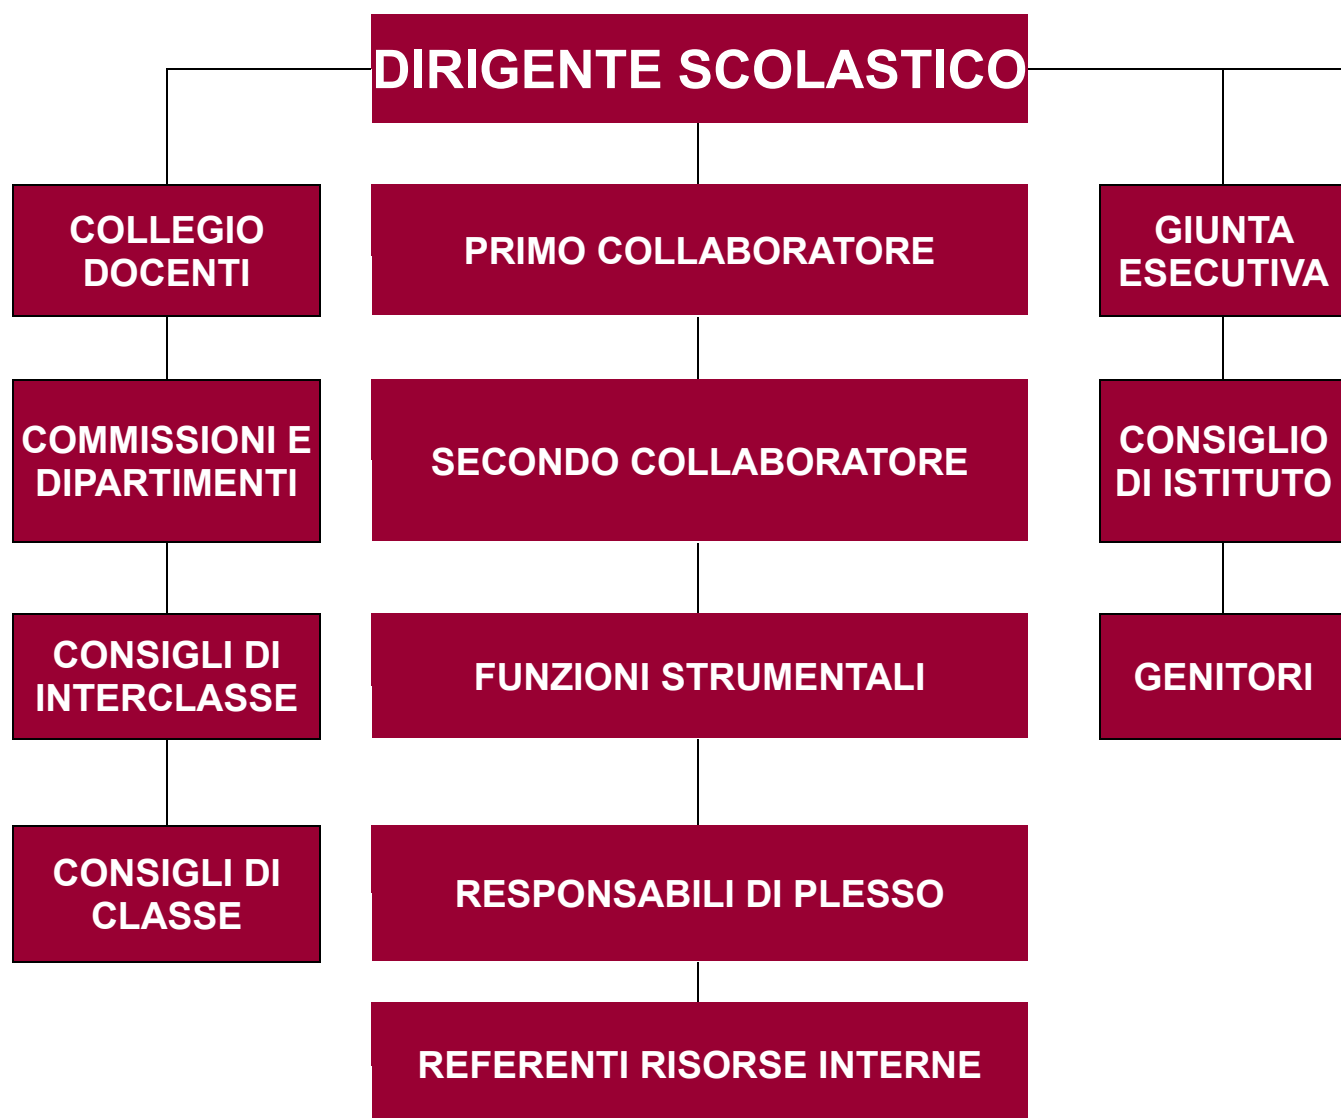 DIRIGENTE SCOLASTICO
COLLEGIO
DOCENTI
PRIMO COLLABORATORE
GIUNTA
ESECUTIVA
COMMISSIONI E
DIPARTIMENTI
SECONDO COLLABORATORE
CONSIGLIO
DI ISTITUTO
CONSIGLI DI
INTERCLASSE
FUNZIONI STRUMENTALI
GENITORI
CONSIGLI DI
CLASSE
RESPONSABILI DI PLESSO
REFERENTI RISORSE INTERNE